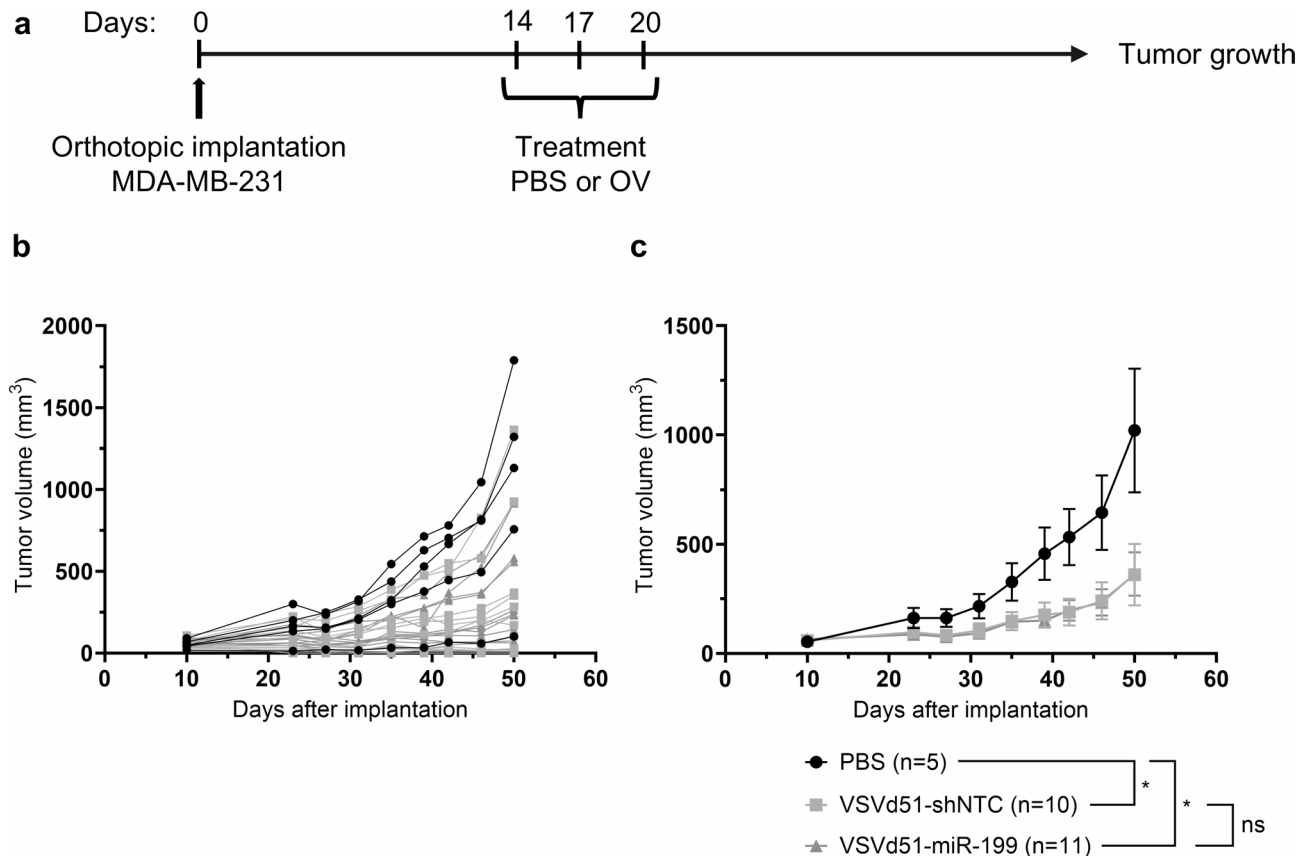 a
Days: 0 14 17 20
Tumor growth
Orthotopic implantation
MDA-MB-231
Treatment
PBS or OV
b
2000
1500
1000
500
0
Tumor volume (mm³)
0 10 20 30 40 50 60
Days after implantation
c
1500
1000
500
0
Tumor volume (mm³)
0 10 20 30 40 50 60
Days after implantation
PBS (n=5)
VSVd51-shNTC (n=10)
VSVd51-miR-199 (n=11)
*
*
ns